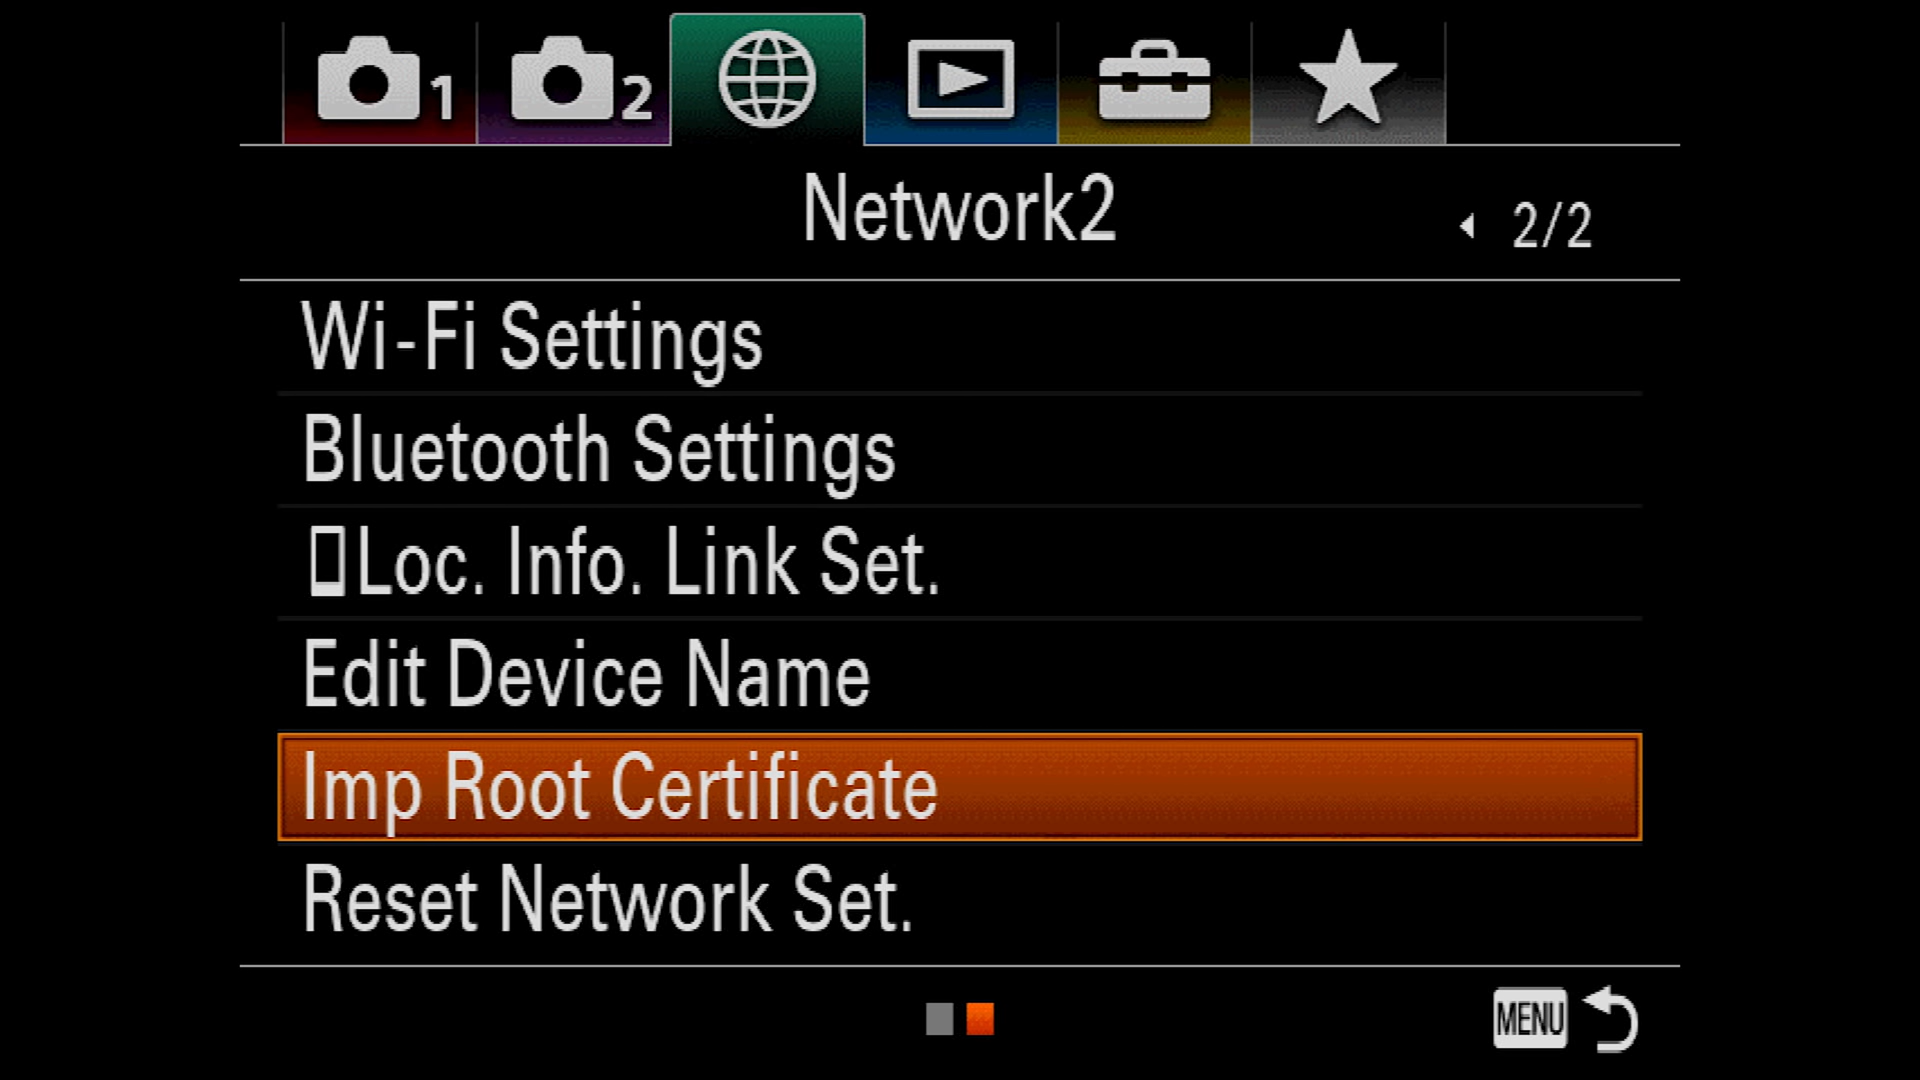 1
2
Network2
2/2
Wi-Fi Settings
Bluetooth Settings
Loc. Info. Link Set.
Edit Device Name
Imp Root Certificate
Reset Network Set.
MENU